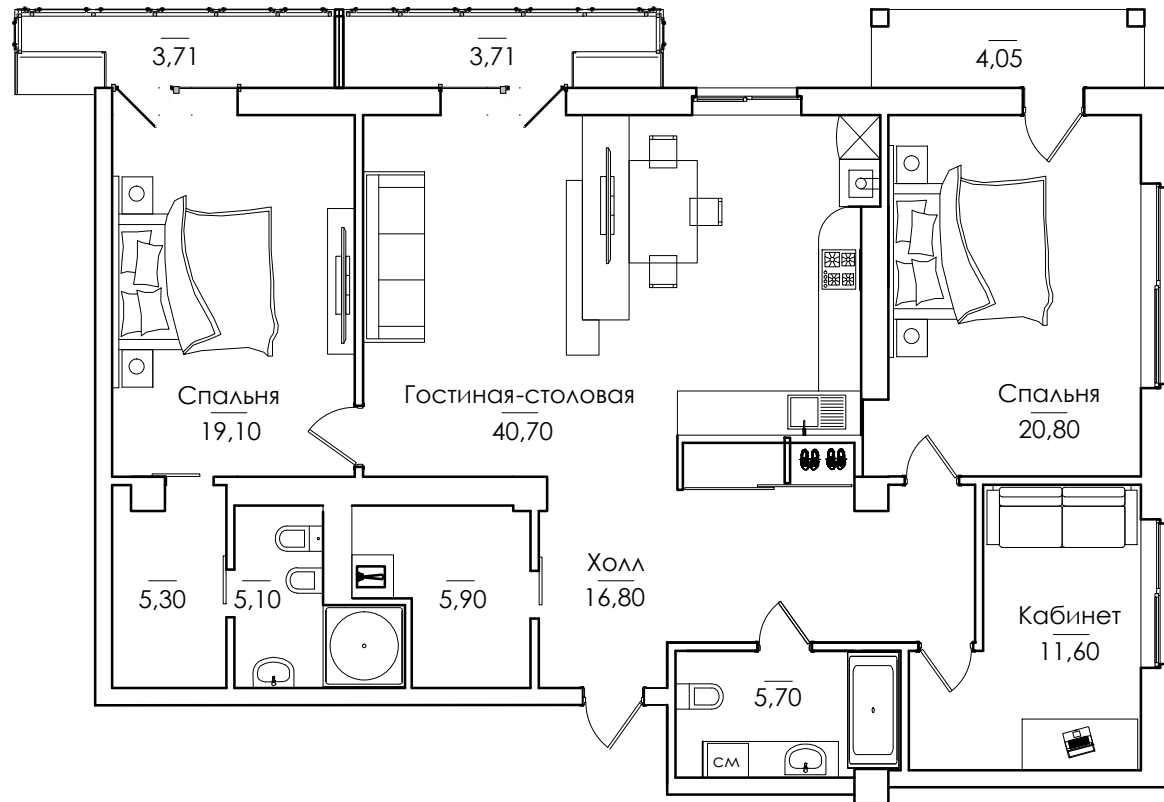 3,71
3,71
4,05
Спальня
19,10
Гостиная-столовая
40,70
Спальня
20,80
5,30
5,10
5,90
Холл
16,80
Кабинет
11,60
5,70
СМ